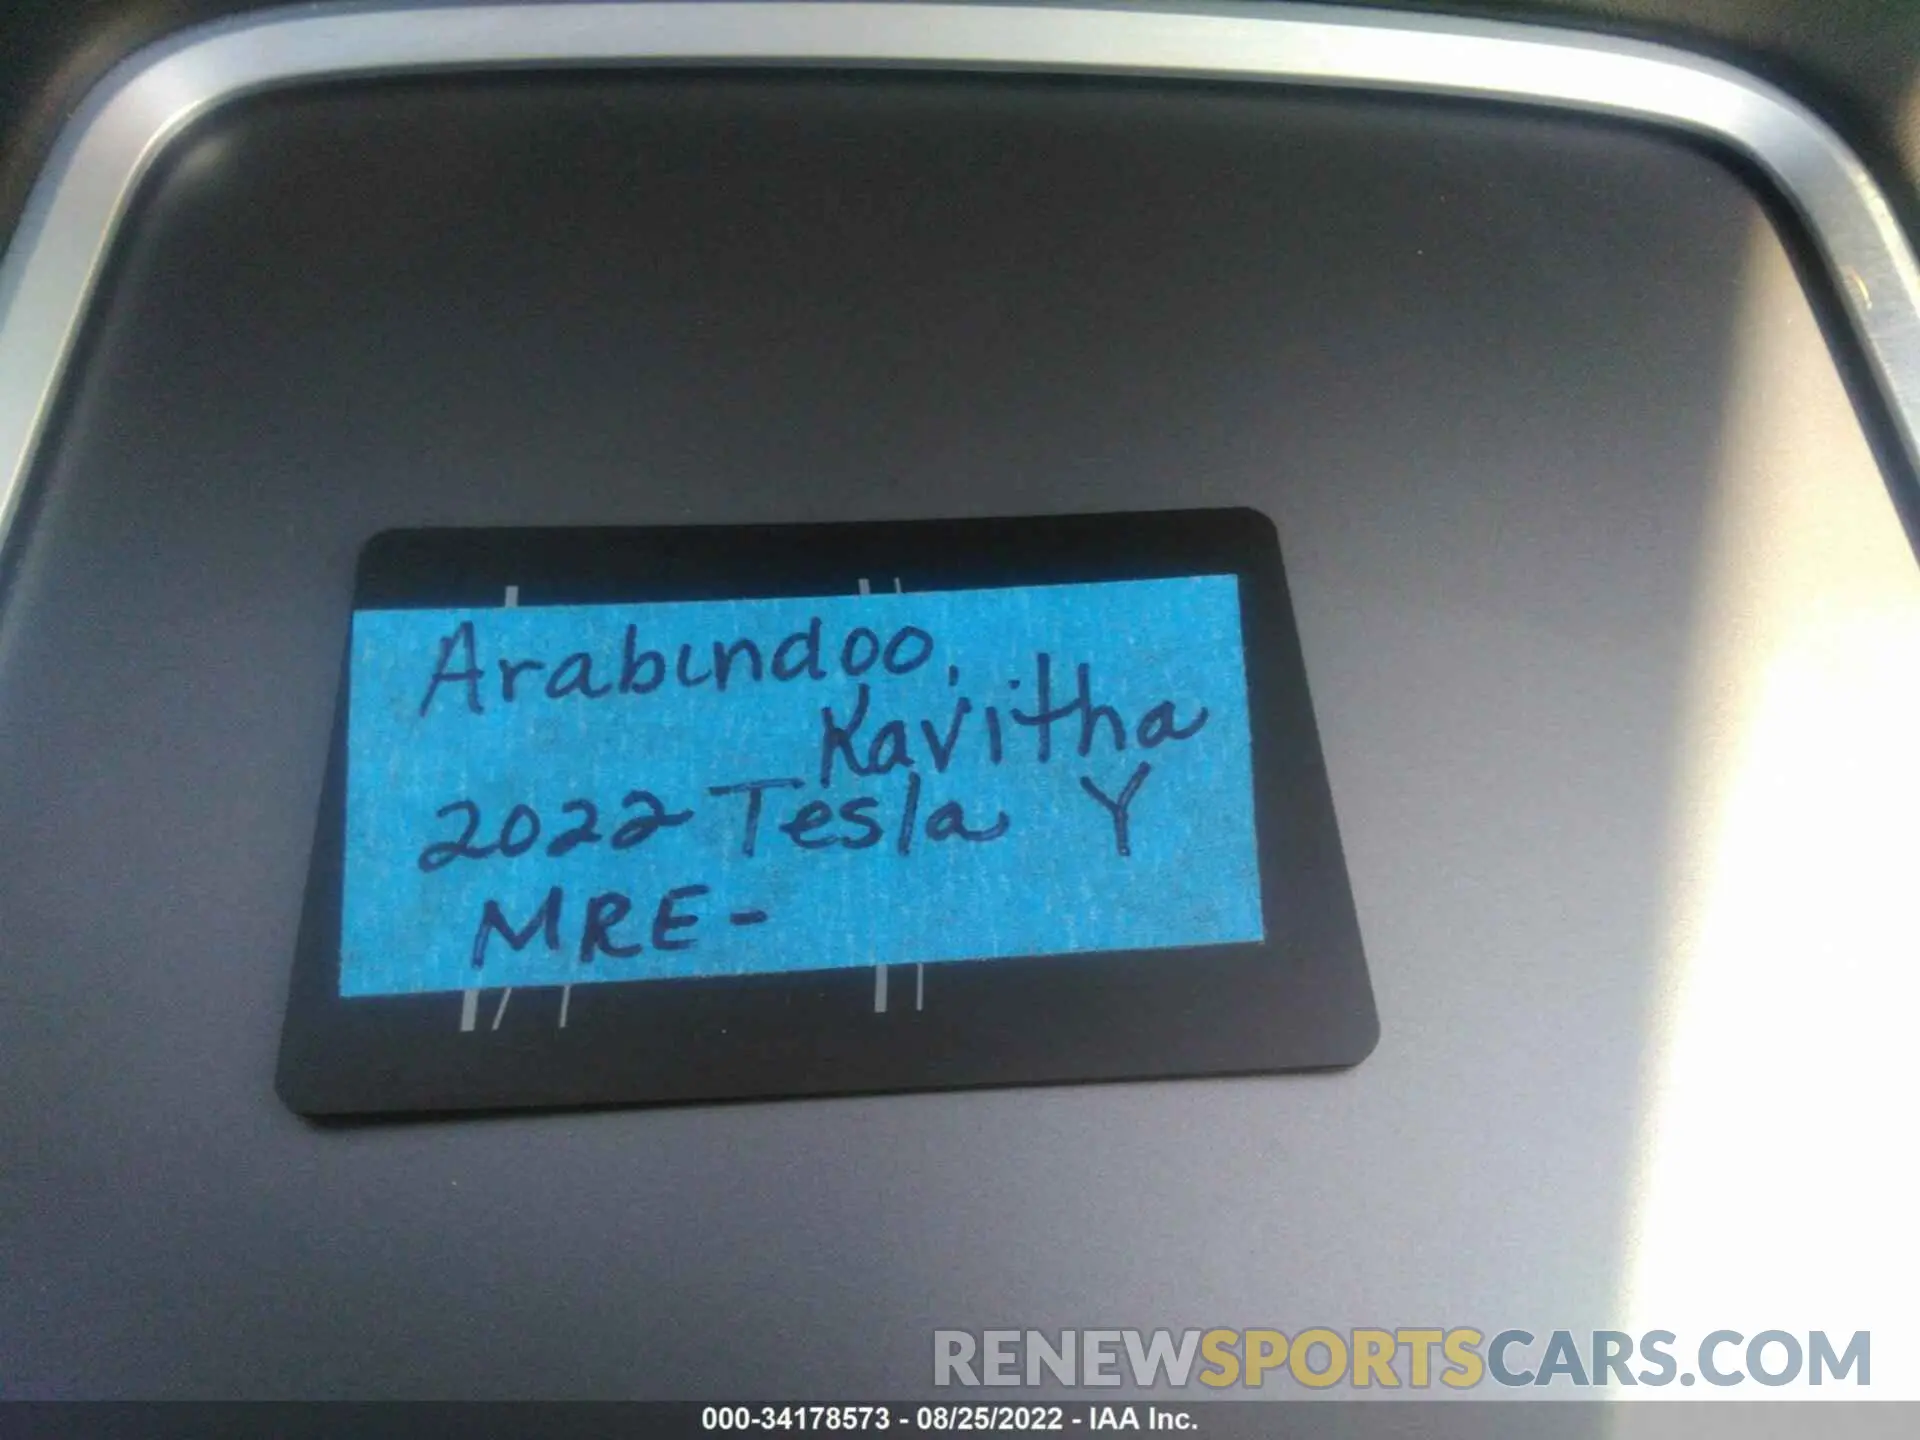 Arabindoo,
Kavitha
2022 Tesla Y
MRE-
RENEWSPORTSCARS.COM
000-34178573 - 08/25/2022 - IAA Inc.